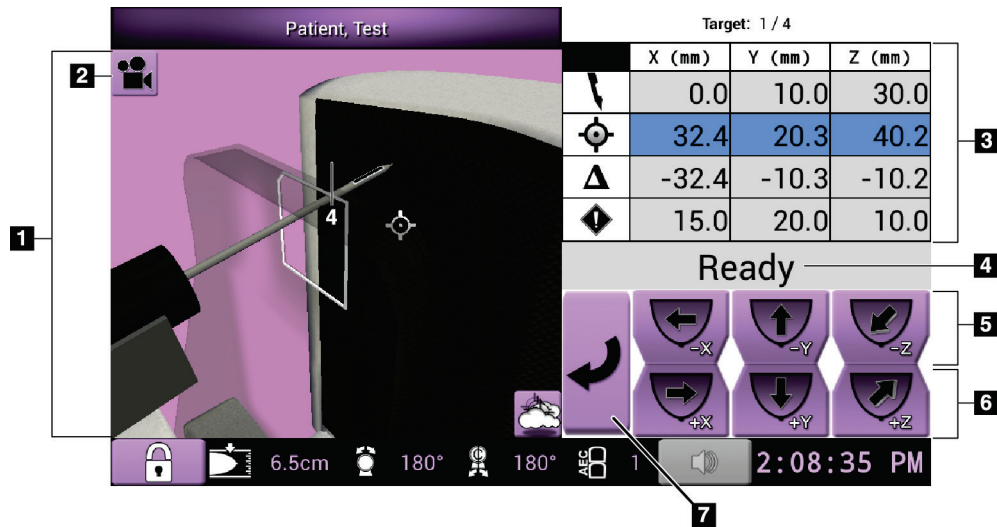 Patient, Test
Target: 1 / 4
X (mm) Y (mm) Z (mm)
0.0 10.0 30.0
32.4 20.3 40.2
Δ -32.4 -10.3 -10.2
! 15.0 20.0 10.0
Ready
-X -Y -Z
+X +Y +Z
4
6.5cm 180° 180° AEC 1 2:08:35 PM
1
2
3
4
5
6
7